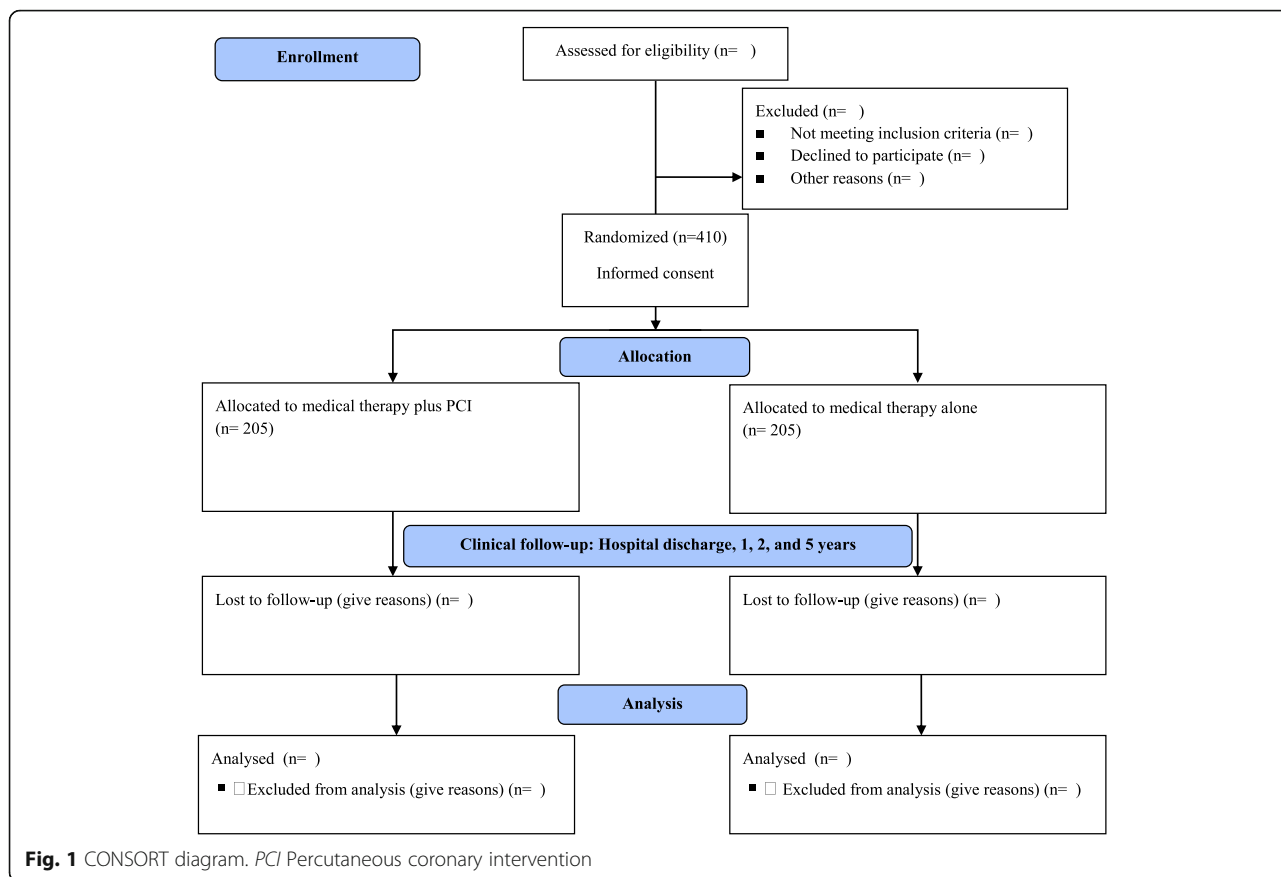 Enrollment
Assessed for eligibility (n=  )
Excluded (n=  )
■ Not meeting inclusion criteria (n=  )
■ Declined to participate (n=  )
■ Other reasons (n=  )
Randomized (n=410)
Informed consent
Allocation
Allocated to medical therapy plus PCI
(n= 205)
Allocated to medical therapy alone
(n= 205)
Clinical follow-up: Hospital discharge, 1, 2, and 5 years
Lost to follow-up (give reasons) (n=  )
Lost to follow-up (give reasons) (n=  )
Analysis
Analysed  (n=  )
■ □Excluded from analysis (give reasons) (n=  )
Analysed  (n=  )
■ □ Excluded from analysis (give reasons) (n=  )
Fig. 1 CONSORT diagram. PCI Percutaneous coronary intervention